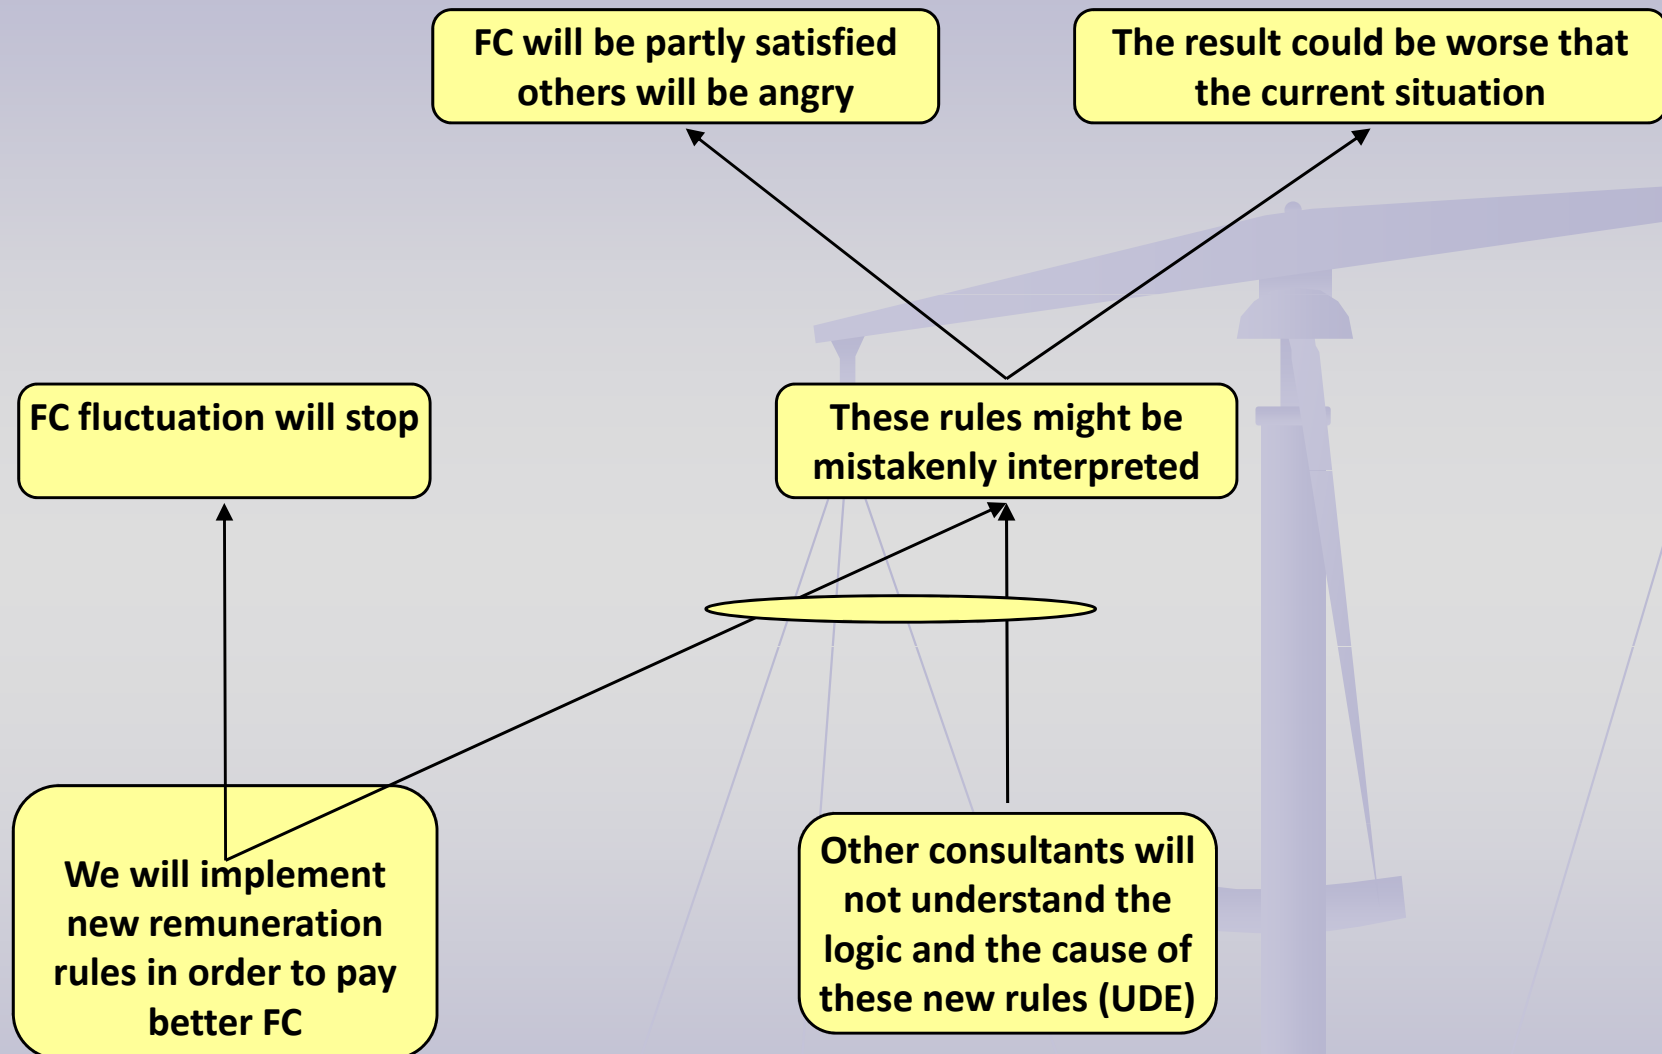 FC will be partly satisfied
others will be angry
The result could be worse that
the current situation
FC fluctuation will stop
These rules might be
mistakenly interpreted
We will implement
new remuneration
rules in order to pay
better FC
Other consultants will
not understand the
logic and the cause of
these new rules (UDE)